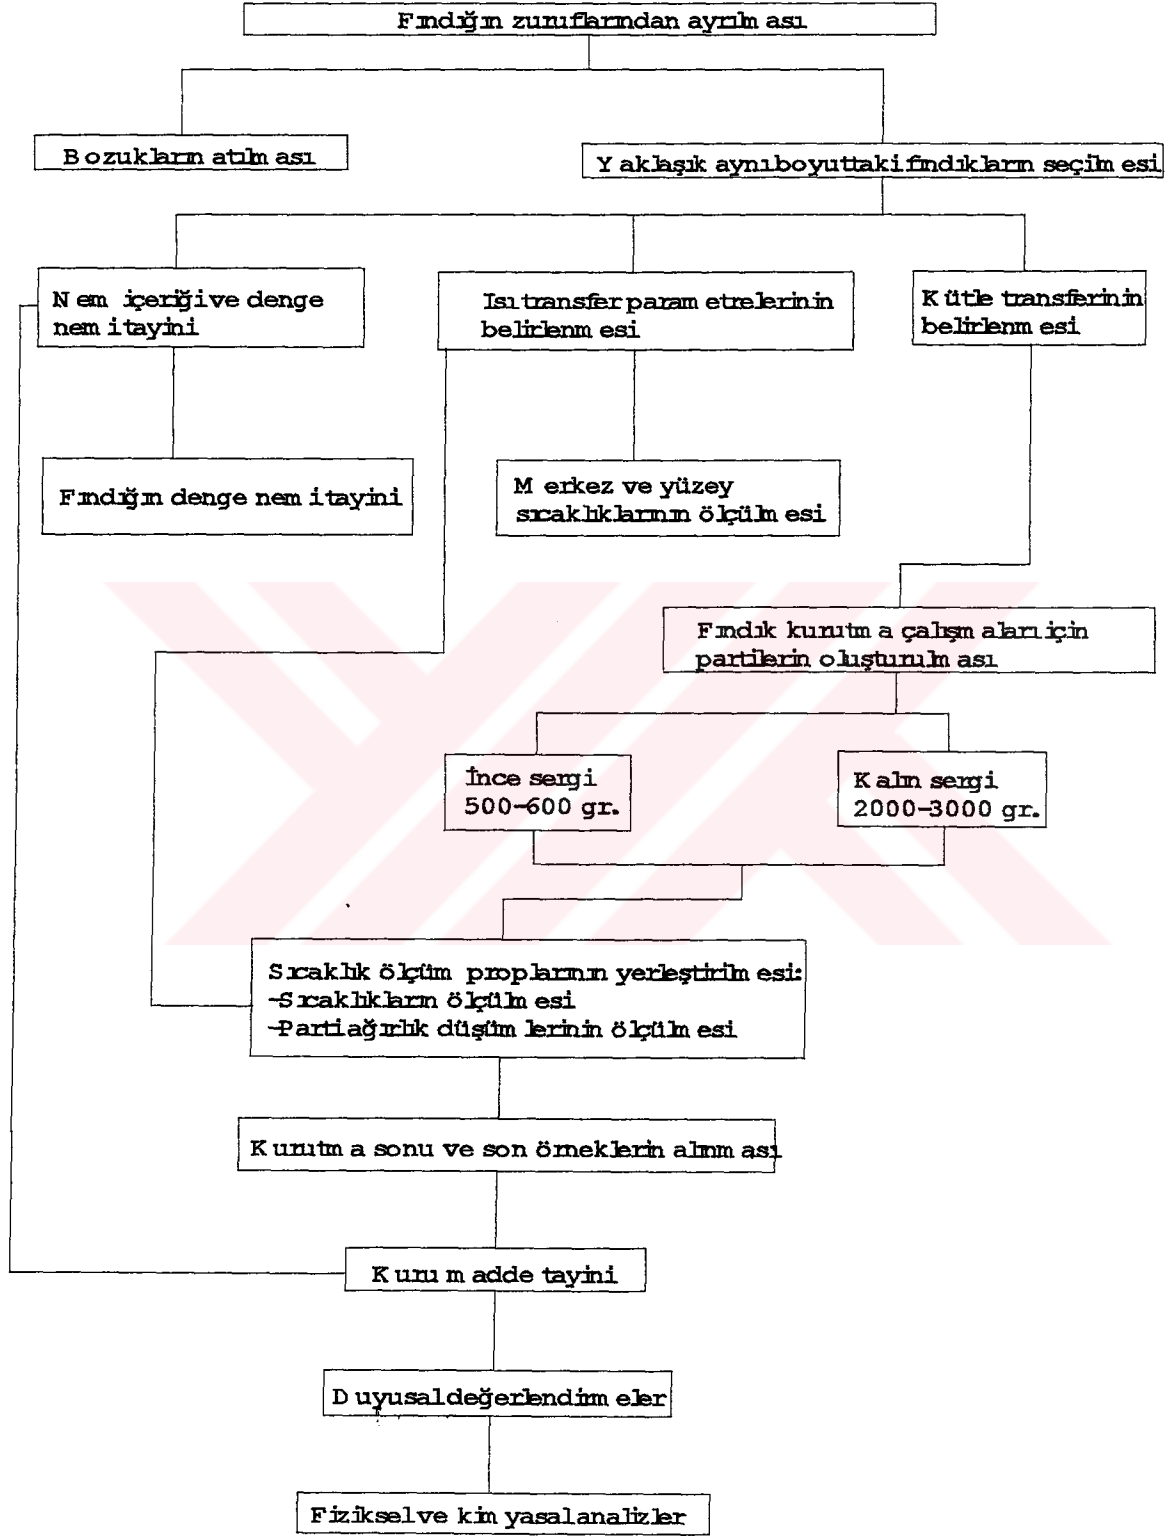 Fındığın zuruflarından ayrılması
Bozukların atılması
Yaklaşık aynı boyuttaki fındıkların seçilmesi
Nem içeriği ve denge
nemi tayini
Isı transfer parametrelerinin
belirlenmesi
Kütle transferinin
belirlenmesi
Fındığın denge nemi tayini
Merkez ve yüzey
sıcaklıklarının ölçülmesi
Fındık kurutma çalışmaları için
partilerin oluşturulması
İnce sergi
500-600 gr.
Kalın sergi
2000-3000 gr.
Sıcaklık ölçüm proplarının yerleştirilmesi:
-Sıcaklıkların ölçülmesi
-Parti ağırlık düşümlerinin ölçülmesi
Kurutma sonu ve son örneklerin alınması
Kuru madde tayini
Duyusal değerlendirmeler
Fiziksel ve kimyasal analizler